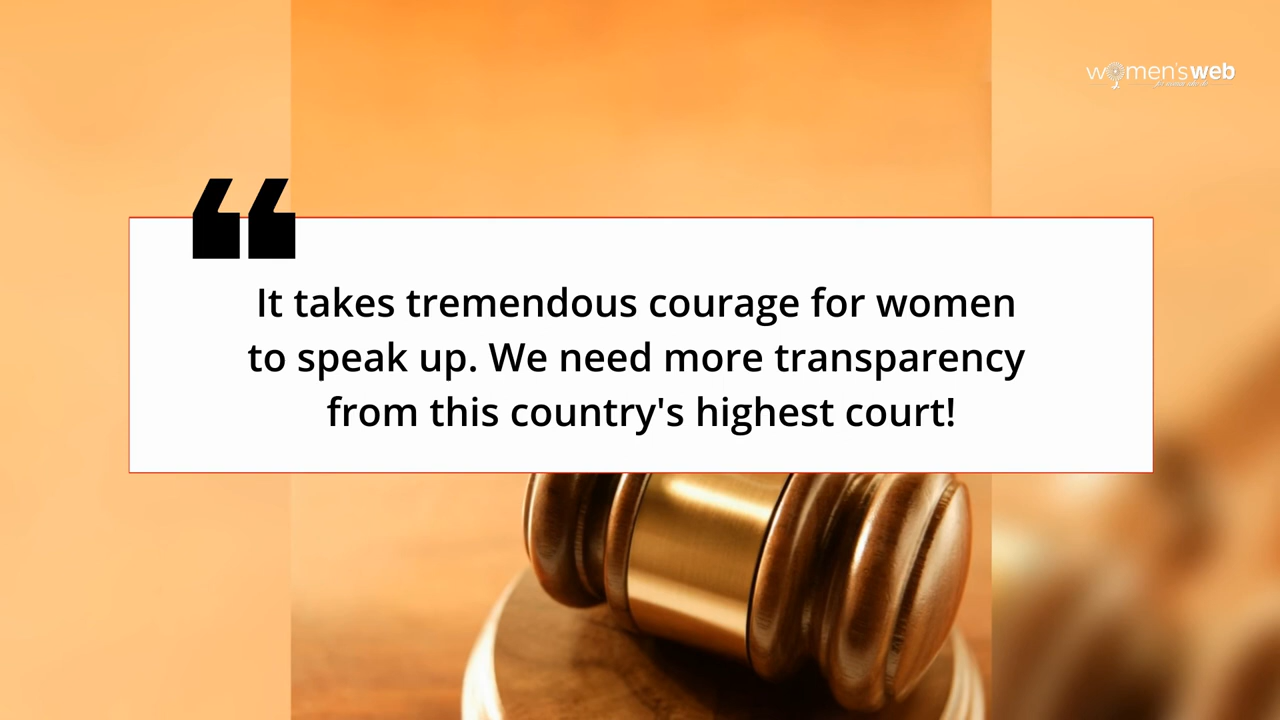 women'sweb
“
It takes tremendous courage for women
to speak up. We need more transparency
from this country's highest court!